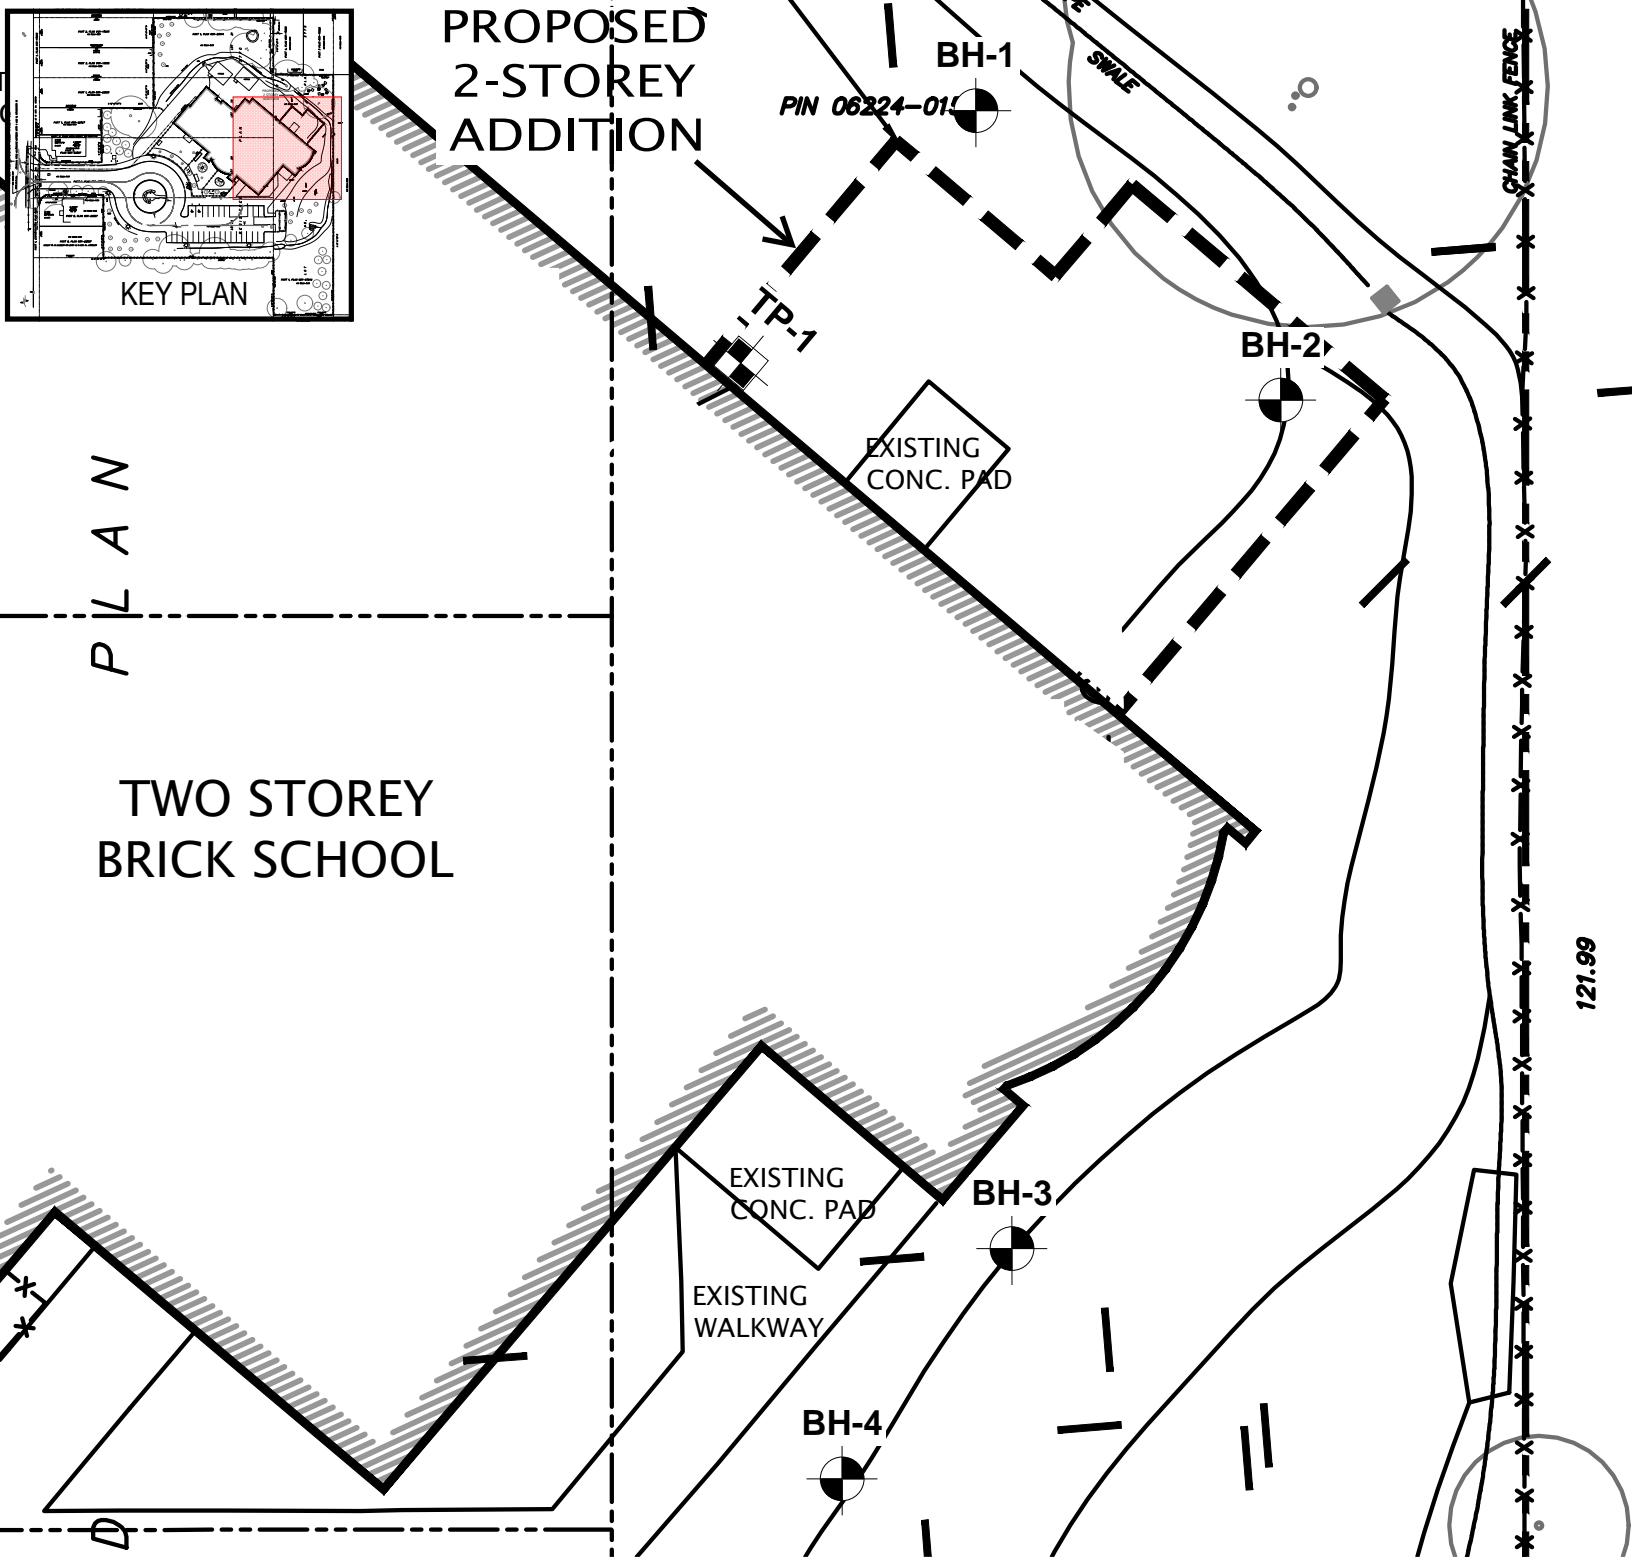 PROPOSED
2-STOREY
ADDITION
BH-1
PIN 06224-015
SWALE
CHAIN LINK FENCE
KEY PLAN
TP-1
BH-2
EXISTING
CONC. PAD
PLAN
TWO STOREY
BRICK SCHOOL
121.99
EXISTING
CONC. PAD
BH-3
EXISTING
WALKWAY
BH-4
D